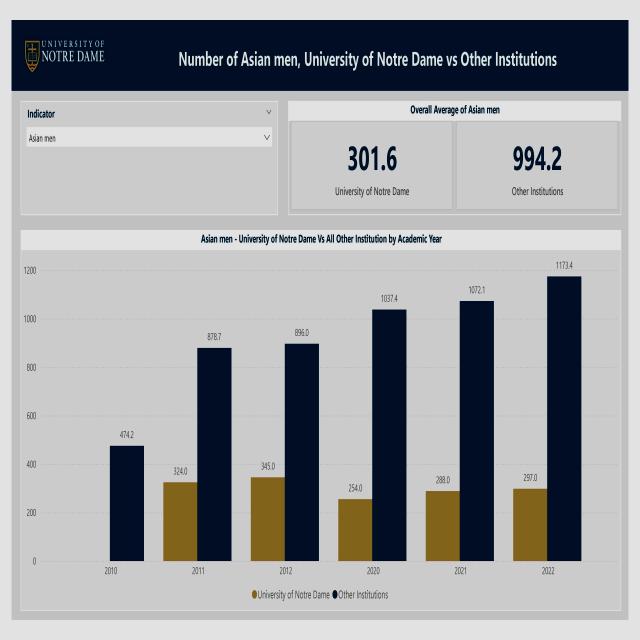 UNIVERSITY OF
NOTRE DAME
Number of Asian men, University of Notre Dame vs Other Institutions
Indicator
Asian men
Overall Average of Asian men
301.6
994.2
University of Notre Dame
Other Institutions
Asian men - University of Notre Dame Vs All Other Institution by Academic Year
1200
1000
800
600
400
200
0
474.2
324.0
878.7
345.0
896.0
254.0
1037.4
288.0
1072.1
297.0
1173.4
2010
2011
2012
2020
2021
2022
University of Notre Dame
Other Institutions